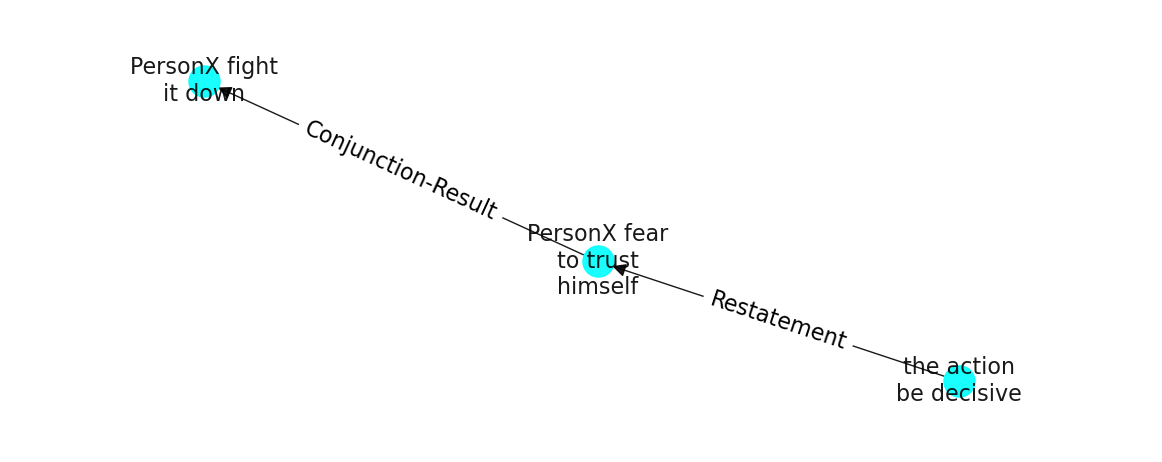 PersonX fight
it down
Conjunction-Result
PersonX fear
to trust
himself
Restatement
the action
be decisive